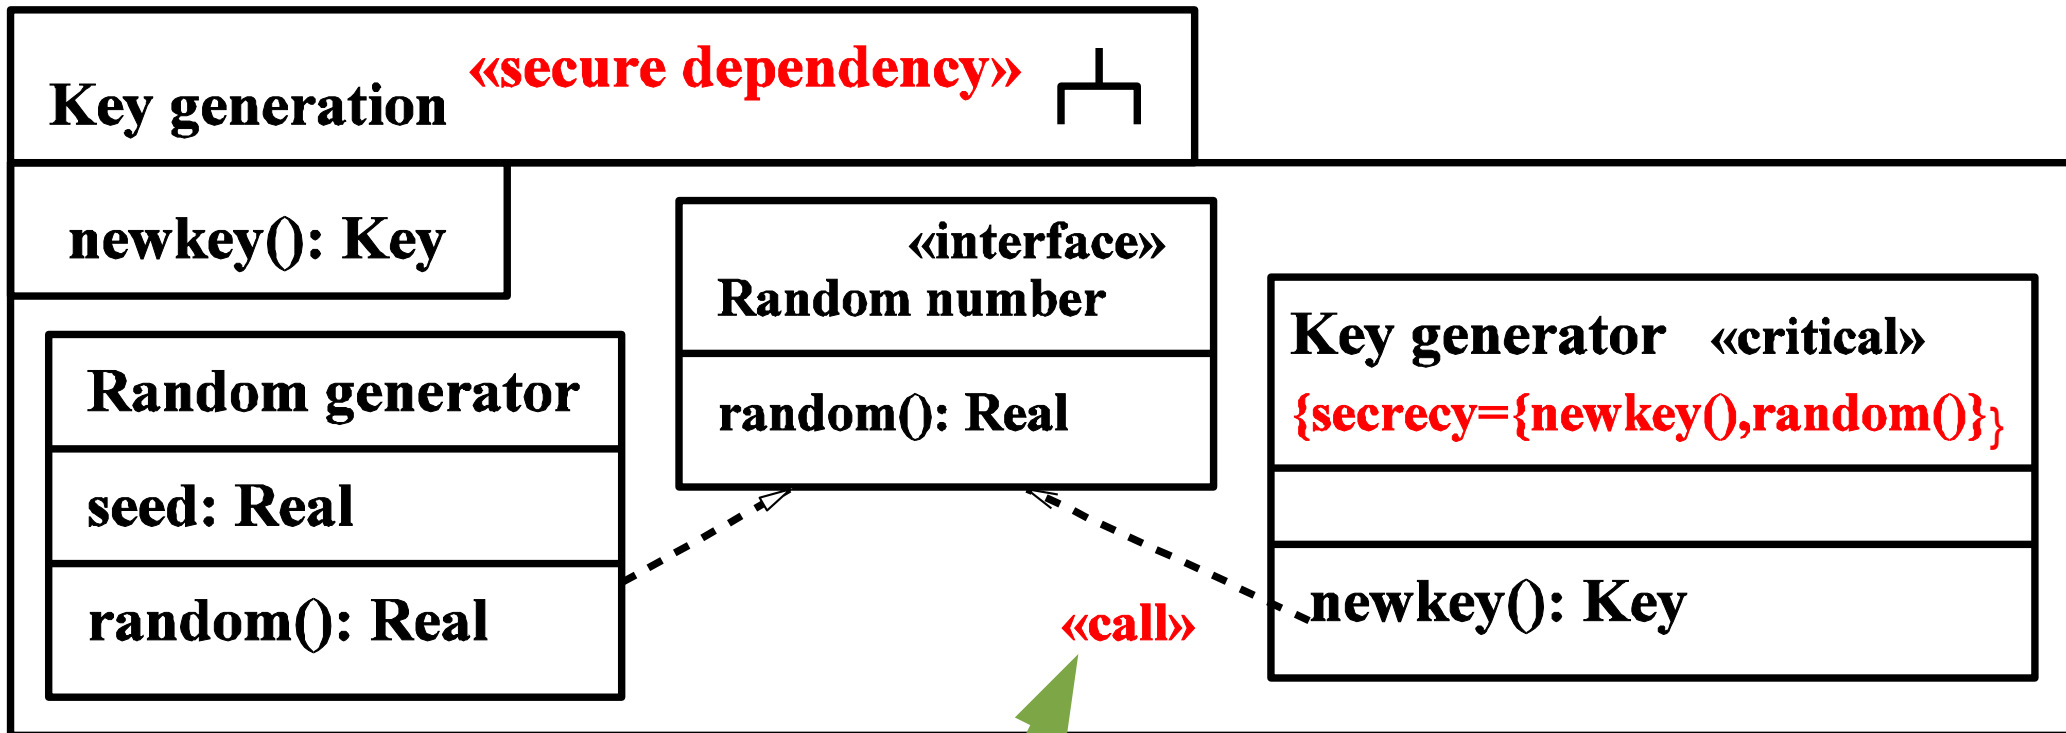 «secure dependency»
Key generation
newkey(): Key
«interface»
Random number
random(): Real
Key generator «critical»
{secrecy={newkey(),random()}}
newkey(): Key
Random generator
seed: Real
random(): Real
«call»